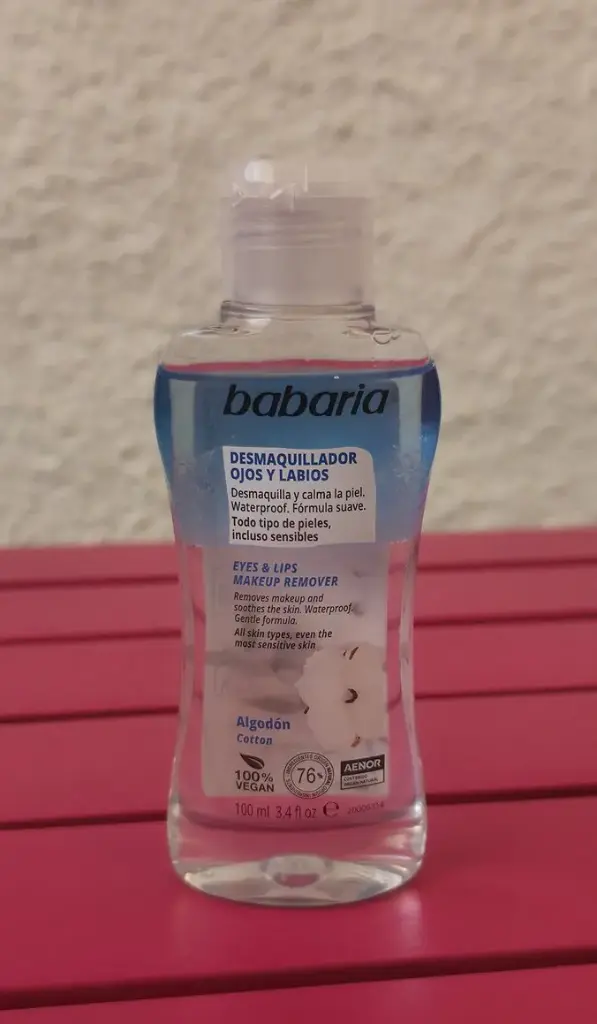 babaria
DESMAQUILLADOR
OJOS Y LABIOS
Desmaquilla y calma la piel.
Waterproof. Fórmula suave.
Todo tipo de pieles,
incluso sensibles
EYES & LIPS
MAKEUP REMOVER
Removes makeup and
soothes the skin. Waterproof.
Gentle formula.
All skin types, even the
most sensitive skin
Algodón
Cotton
100%
VEGAN
76%
AENOR
100 ml 3.4 fl oz e